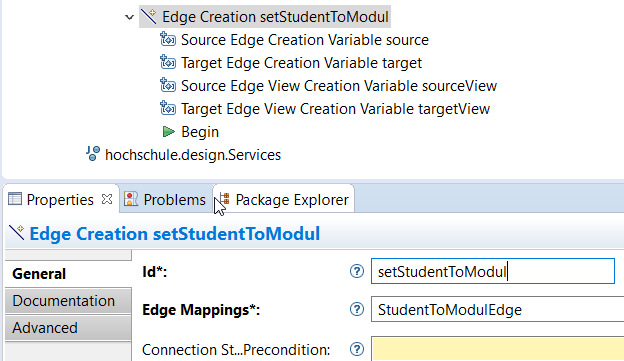 Edge Creation setStudentToModul
Source Edge Creation Variable source
Target Edge Creation Variable target
Source Edge View Creation Variable sourceView
Target Edge View Creation Variable targetView
Begin
hochschule.design.Services
Properties Problems Package Explorer
Edge Creation setStudentToModul
General
Id*: setStudentToModul
Documentation
Edge Mappings*: StudentToModulEdge
Advanced
Connection St...Precondition: